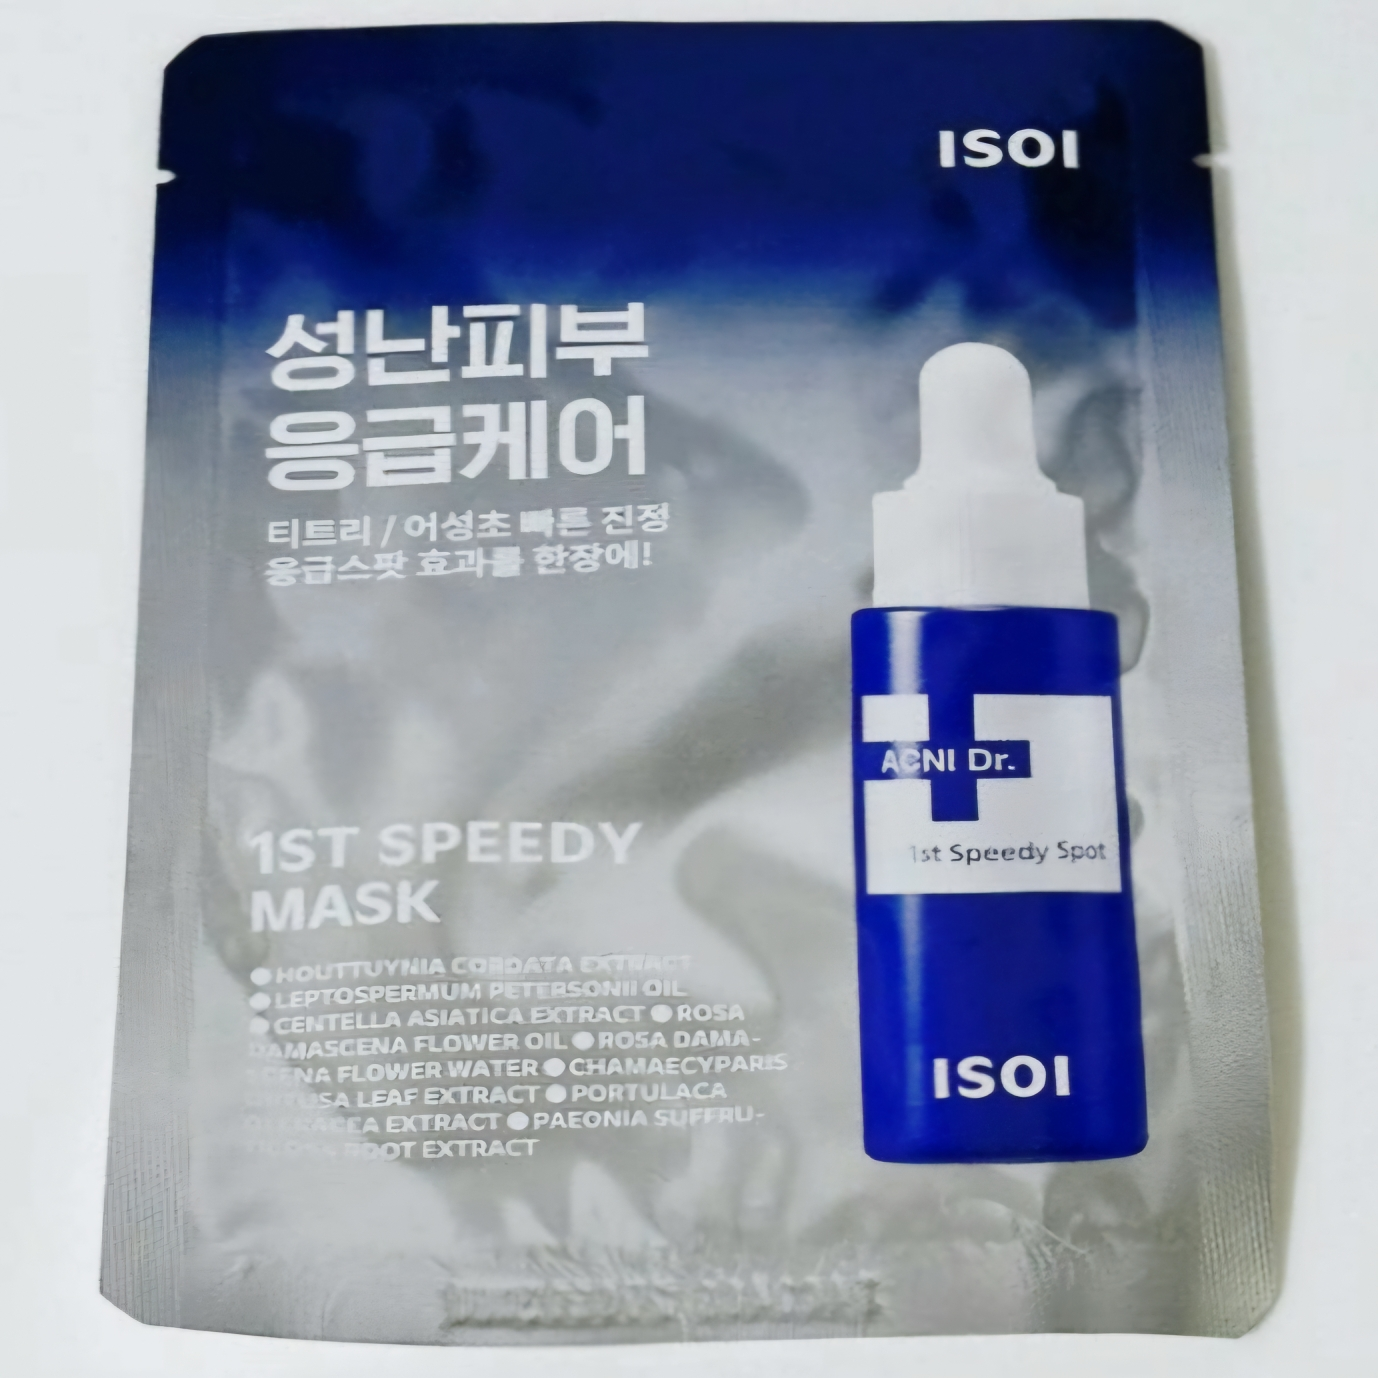 ISOI
성난피부
응급케어
티트리 / 어성초 빠른 진정
응급스팟 효과를 한장에!
ACNI Dr.
1st Speedy Spot
1ST SPEEDY
MASK
●HOUTTUYNIA CORDATA EXTRACT
●LEPTOSPERMUM PETERSONII OIL
●CENTELLA ASIATICA EXTRACT ●ROSA
DAMASCENA FLOWER OIL ●ROSA DAMA-
SCENA FLOWER WATER ●CHAMAECYPARIS
OBTUSA LEAF EXTRACT ●PORTULACA
OLERACEA EXTRACT ●PAEONIA SUFFRU-
ROOT EXTRACT
ISOI